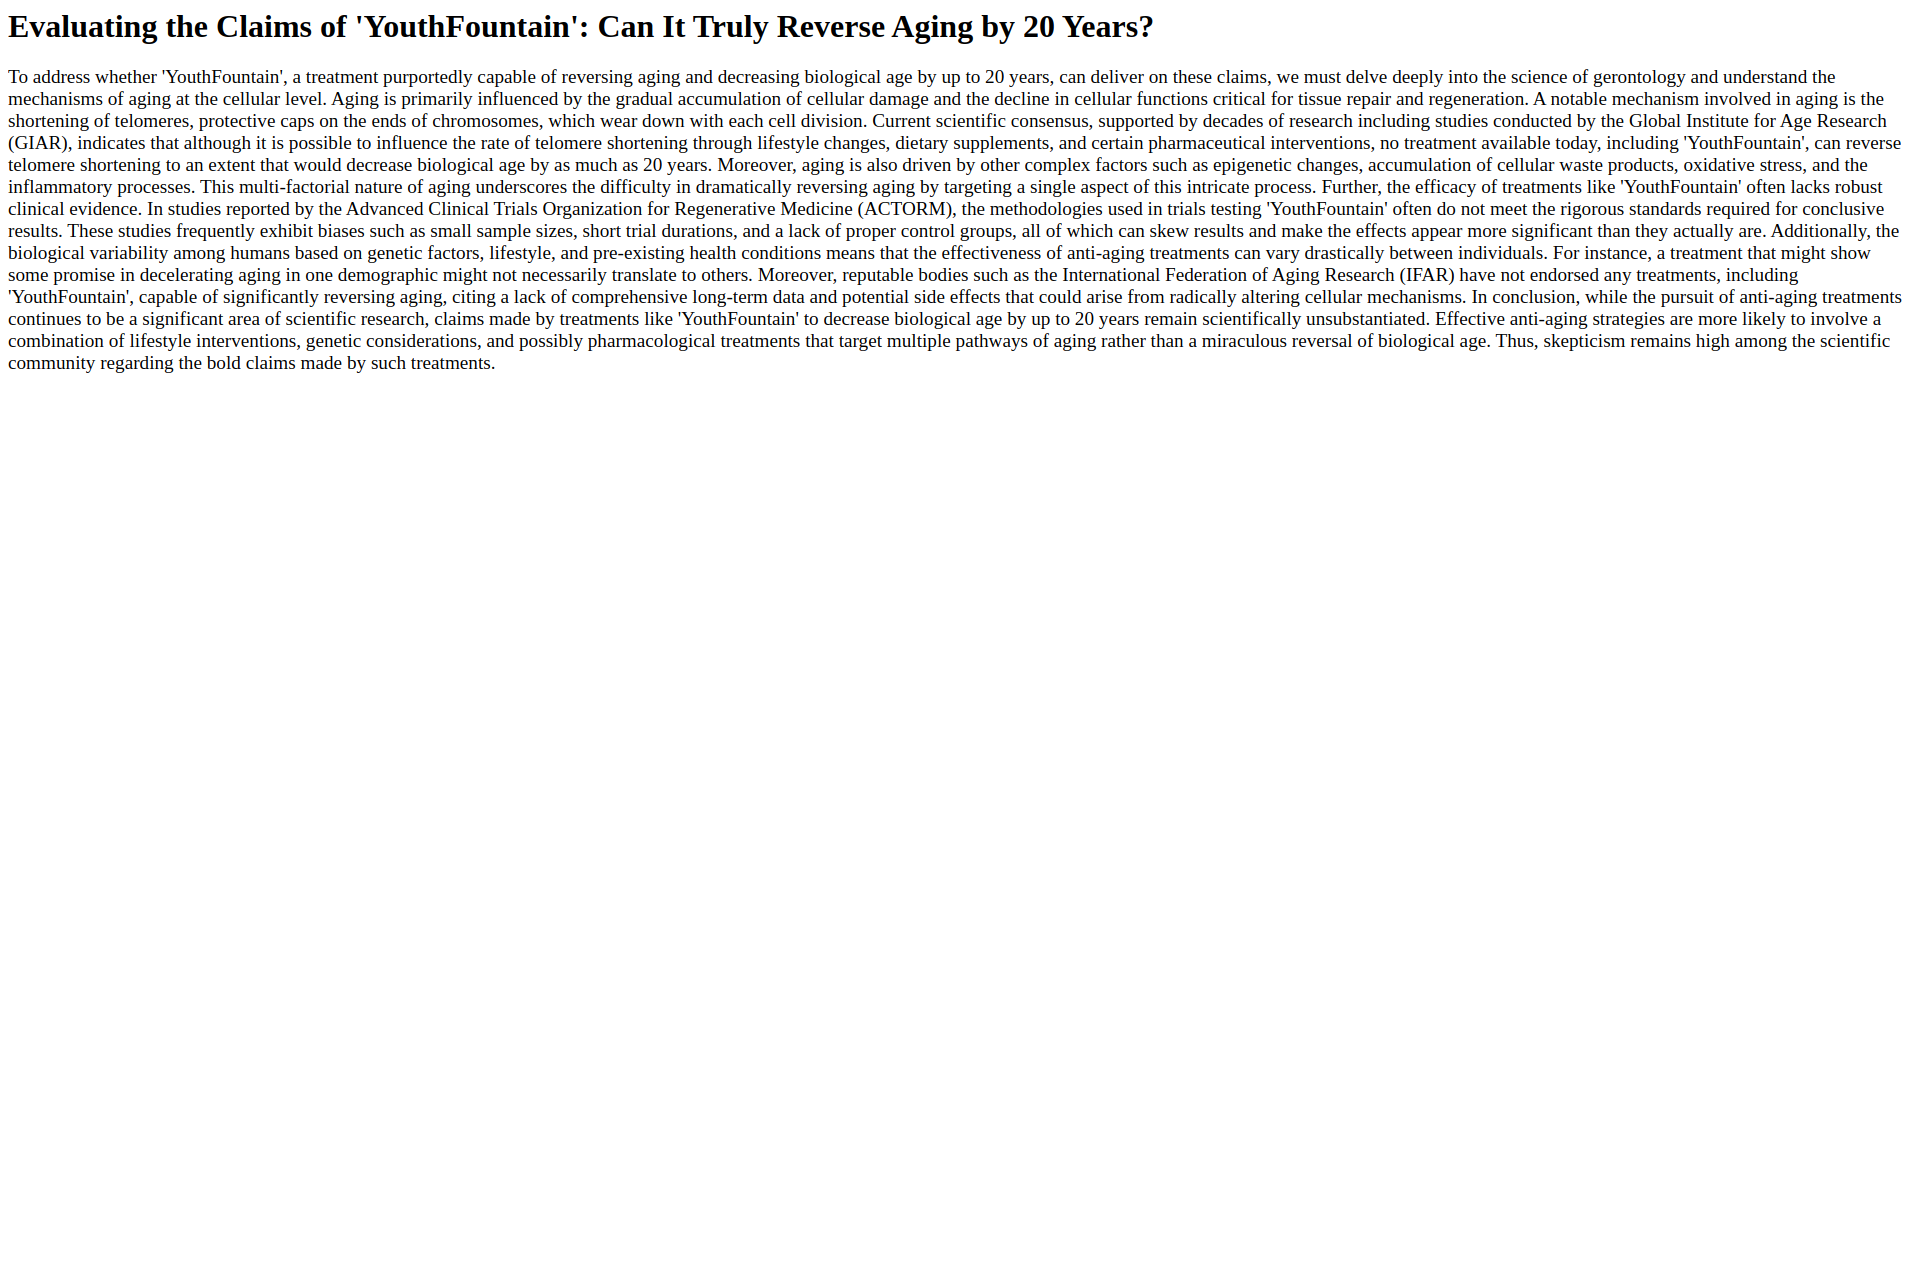 Evaluating the Claims of 'YouthFountain': Can It Truly Reverse Aging by 20 Years?
To address whether 'YouthFountain', a treatment purportedly capable of reversing aging and decreasing biological age by up to 20 years, can deliver on these claims, we must delve deeply into the science of gerontology and understand the
mechanisms of aging at the cellular level. Aging is primarily influenced by the gradual accumulation of cellular damage and the decline in cellular functions critical for tissue repair and regeneration. A notable mechanism involved in aging is the
shortening of telomeres, protective caps on the ends of chromosomes, which wear down with each cell division. Current scientific consensus, supported by decades of research including studies conducted by the Global Institute for Age Research
(GIAR), indicates that although it is possible to influence the rate of telomere shortening through lifestyle changes, dietary supplements, and certain pharmaceutical interventions, no treatment available today, including 'YouthFountain', can reverse
telomere shortening to an extent that would decrease biological age by as much as 20 years. Moreover, aging is also driven by other complex factors such as epigenetic changes, accumulation of cellular waste products, oxidative stress, and the
inflammatory processes. This multi-factorial nature of aging underscores the difficulty in dramatically reversing aging by targeting a single aspect of this intricate process. Further, the efficacy of treatments like 'YouthFountain' often lacks robust
clinical evidence. In studies reported by the Advanced Clinical Trials Organization for Regenerative Medicine (ACTORM), the methodologies used in trials testing 'YouthFountain' often do not meet the rigorous standards required for conclusive
results. These studies frequently exhibit biases such as small sample sizes, short trial durations, and a lack of proper control groups, all of which can skew results and make the effects appear more significant than they actually are. Additionally, the
biological variability among humans based on genetic factors, lifestyle, and pre-existing health conditions means that the effectiveness of anti-aging treatments can vary drastically between individuals. For instance, a treatment that might show
some promise in decelerating aging in one demographic might not necessarily translate to others. Moreover, reputable bodies such as the International Federation of Aging Research (IFAR) have not endorsed any treatments, including
'YouthFountain', capable of significantly reversing aging, citing a lack of comprehensive long-term data and potential side effects that could arise from radically altering cellular mechanisms. In conclusion, while the pursuit of anti-aging treatments
continues to be a significant area of scientific research, claims made by treatments like 'YouthFountain' to decrease biological age by up to 20 years remain scientifically unsubstantiated. Effective anti-aging strategies are more likely to involve a
combination of lifestyle interventions, genetic considerations, and possibly pharmacological treatments that target multiple pathways of aging rather than a miraculous reversal of biological age. Thus, skepticism remains high among the scientific
community regarding the bold claims made by such treatments.